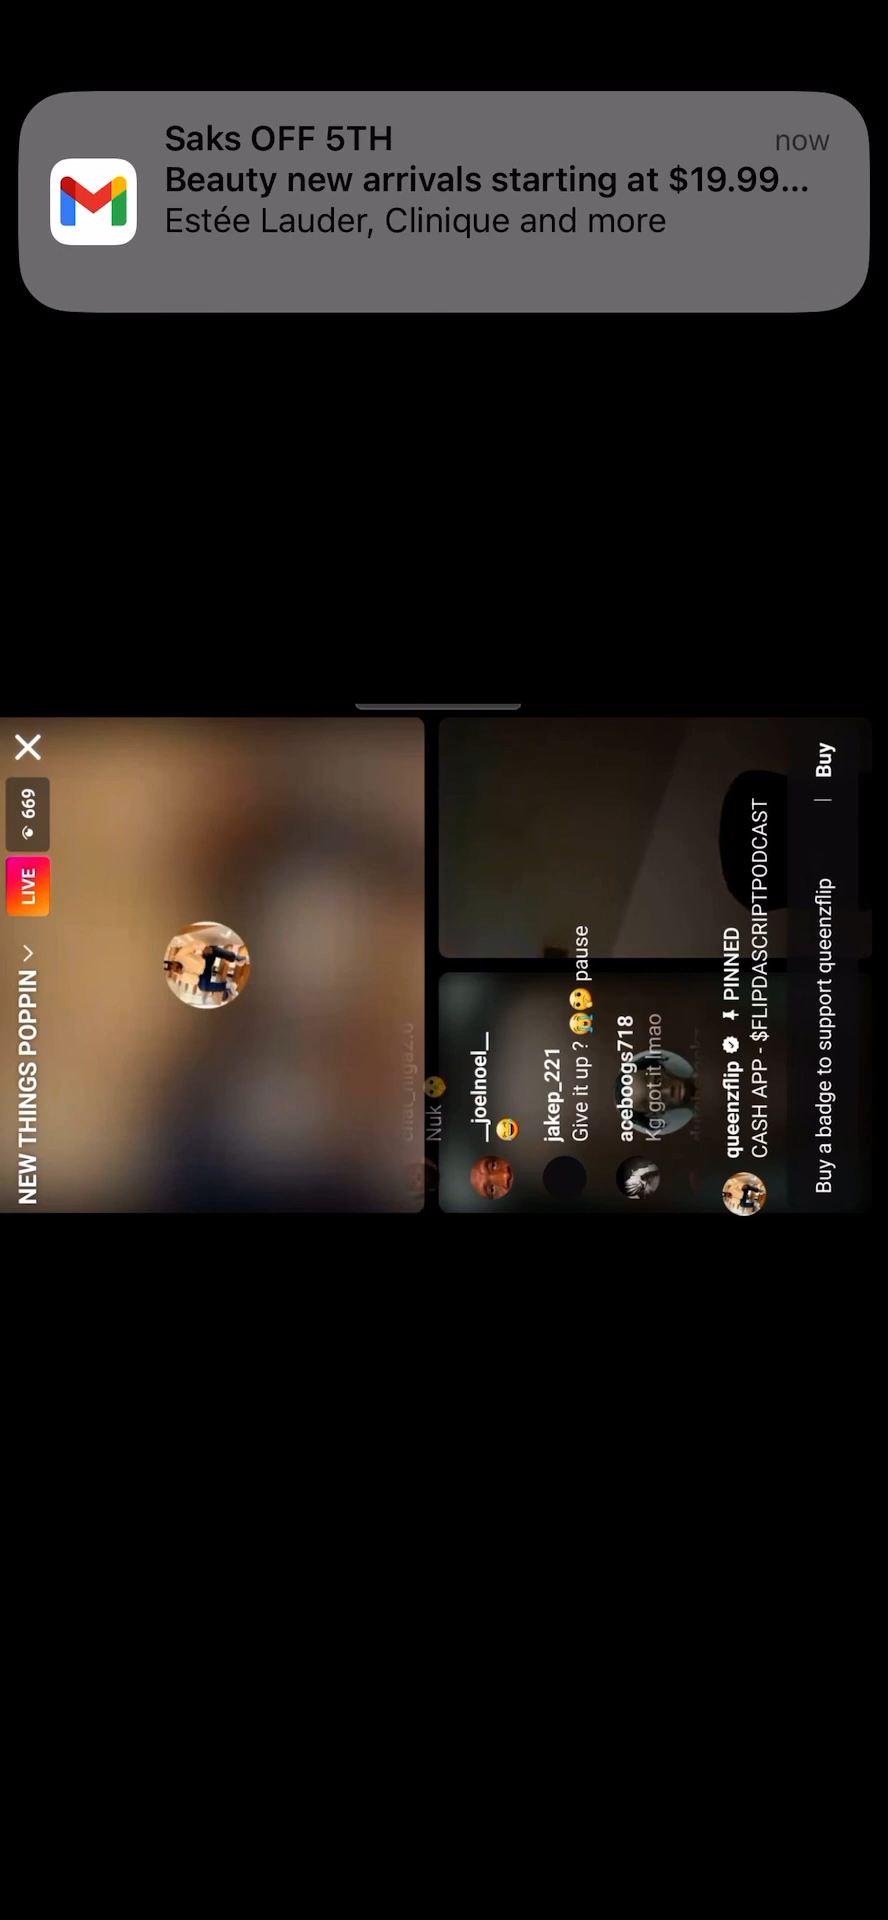 Saks OFF 5TH
now
Beauty new arrivals starting at $19.99...
Estée Lauder, Clinique and more
NEW THINGS POPPIN
LIVE
669
Nuk
__joelnoel__
😂
jakep_221
Give it up ? 😭🤔 pause
aceboogs718
Kg got it lmao
queenzflip PINNED
CASH APP - $FLIPDASCRIPTPODCAST
Buy a badge to support queenzflip | Buy